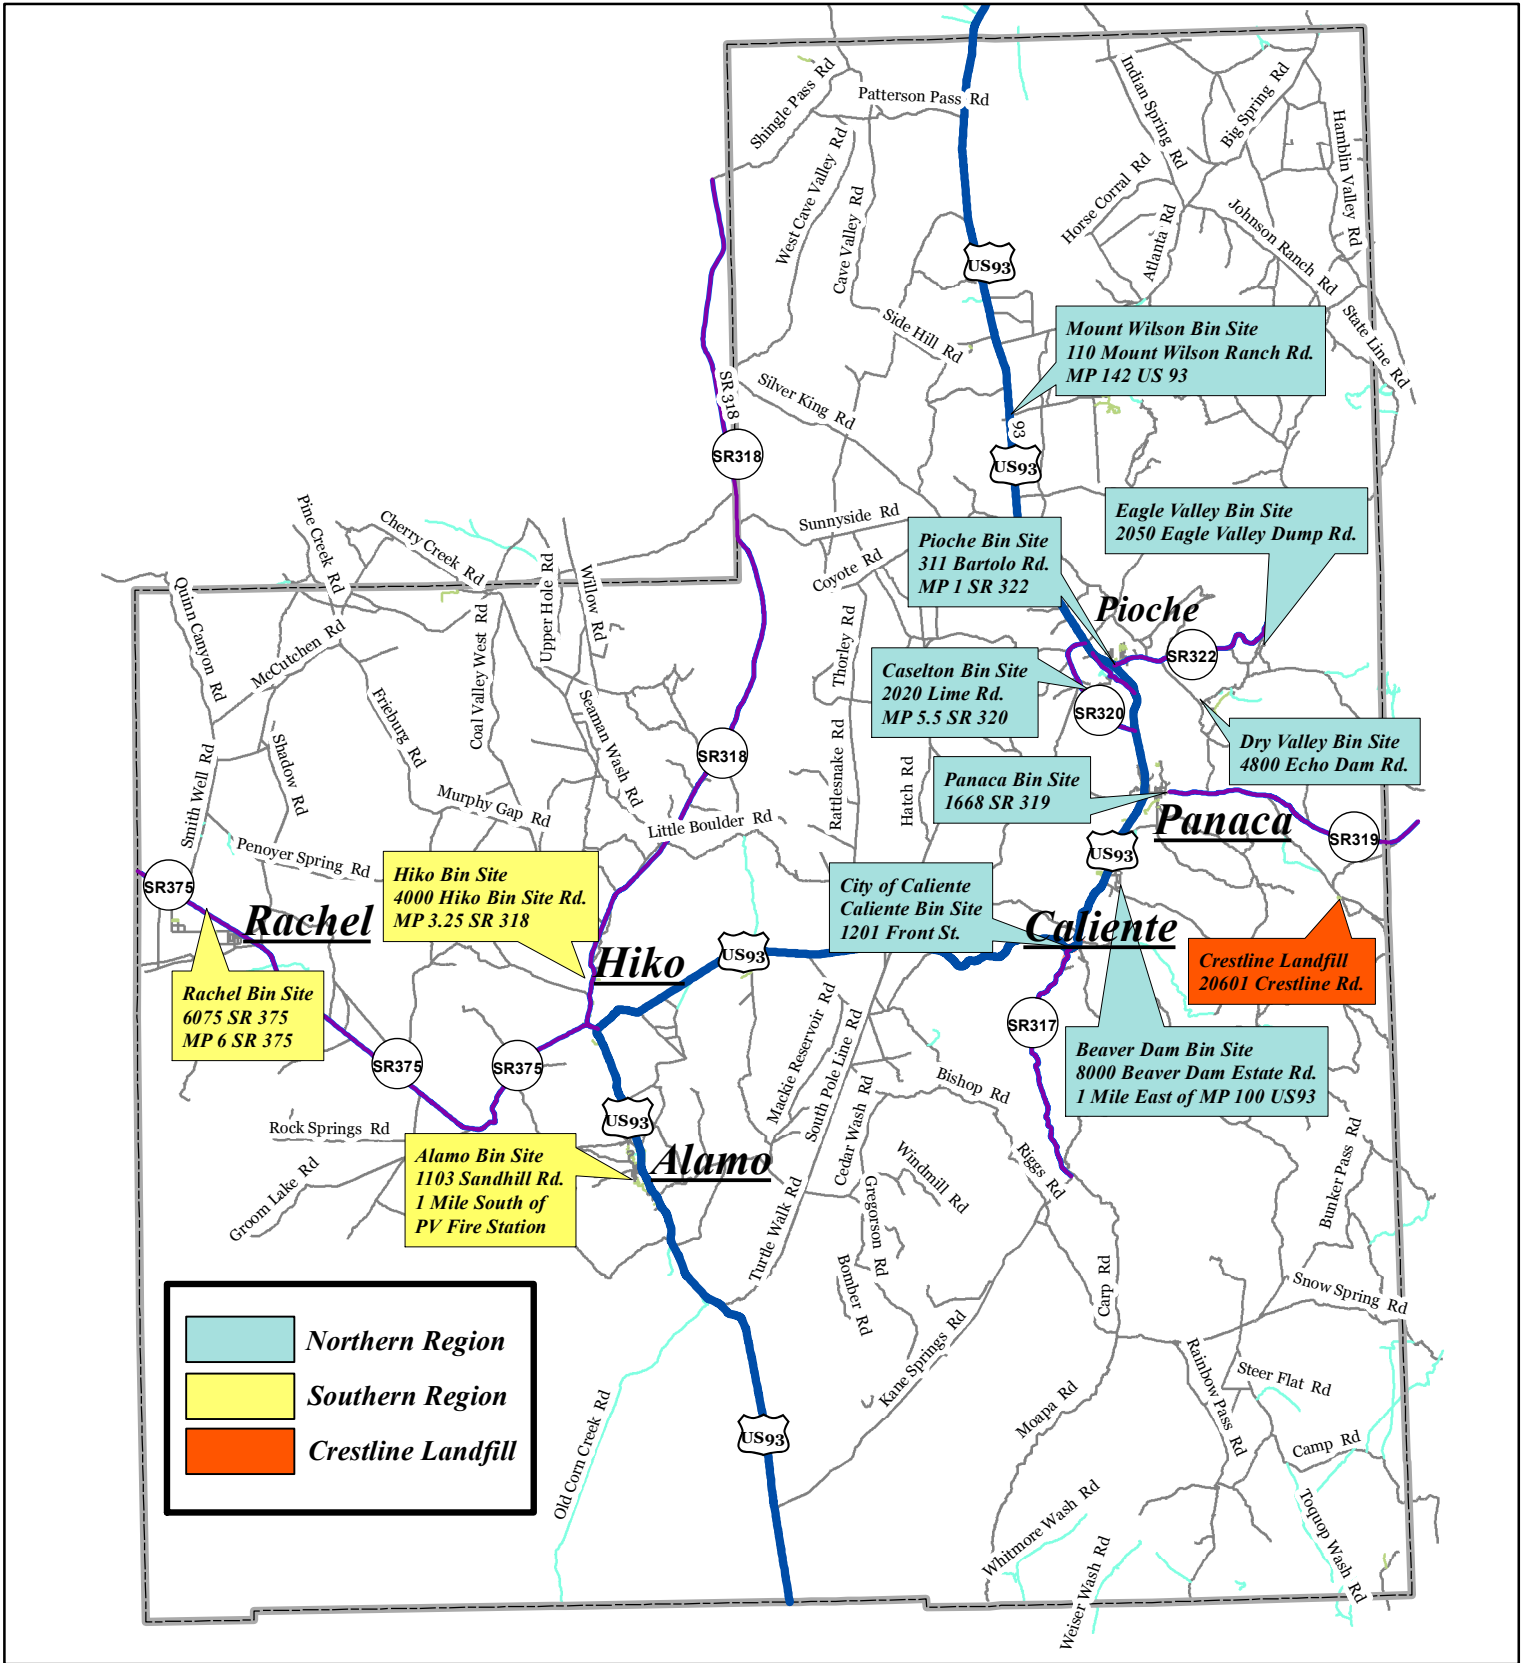 Shingle Pass Rd
Patterson Pass Rd
Indian Spring Rd
Big Spring Rd
Hamblin Valley Rd
West Cave Valley Rd
Cave Valley Rd
Horse Corral Rd
Atlanta Rd
Johnson Ranch Rd
US93
Side Hill Rd
State Line Rd
Mount Wilson Bin Site
110 Mount Wilson Ranch Rd.
MP 142 US 93
SR 318
Silver King Rd
93
SR318
US93
Pine Creek Rd
Cherry Creek Rd
Sunnyside Rd
Eagle Valley Bin Site
2050 Eagle Valley Dump Rd.
Pioche Bin Site
311 Bartolo Rd.
MP 1 SR 322
Coyote Rd
Upper Hole Rd
Willow Rd
Quinn Canyon Rd
McCutchen Rd
Coal Valley West Rd
Thorley Rd
Pioche
SR322
Caselton Bin Site
2020 Lime Rd.
MP 5.5 SR 320
SR320
Frieburg Rd
Seaman Wash Rd
Rattlesnake Rd
Hatch Rd
Dry Valley Bin Site
4800 Echo Dam Rd.
SR318
Smith Well Rd
Shadow Rd
Murphy Gap Rd
Little Boulder Rd
Panaca Bin Site
1668 SR 319
Panaca
SR319
US93
Penoyer Spring Rd
SR375
Hiko Bin Site
4000 Hiko Bin Site Rd.
MP 3.25 SR 318
City of Caliente
Caliente Bin Site
1201 Front St.
Rachel
Caliente
Hiko
US93
Crestline Landfill
20601 Crestline Rd.
Rachel Bin Site
6075 SR 375
MP 6 SR 375
SR375
SR375
SR317
Mackie Reservoir Rd
South Pole Line Rd
Beaver Dam Bin Site
8000 Beaver Dam Estate Rd.
1 Mile East of MP 100 US93
US93
Bishop Rd
Cedar Wash Rd
Rock Springs Rd
Groom Lake Rd
Alamo Bin Site
1103 Sandhill Rd.
1 Mile South of
PV Fire Station
Alamo
Windmill Rd
Riggs Rd
Bunker Pass Rd
Turtle Walk Rd
Gregorson Rd
Bomber Rd
Carp Rd
Snow Spring Rd
Kane Springs Rd
Northern Region
Southern Region
Crestline Landfill
Rainbow Pass Rd
Steer Flat Rd
Old Corn Creek Rd
US93
Moapa Rd
Camp Rd
Whitmore Wash Rd
Weiser Wash Rd
Toquop Wash Rd